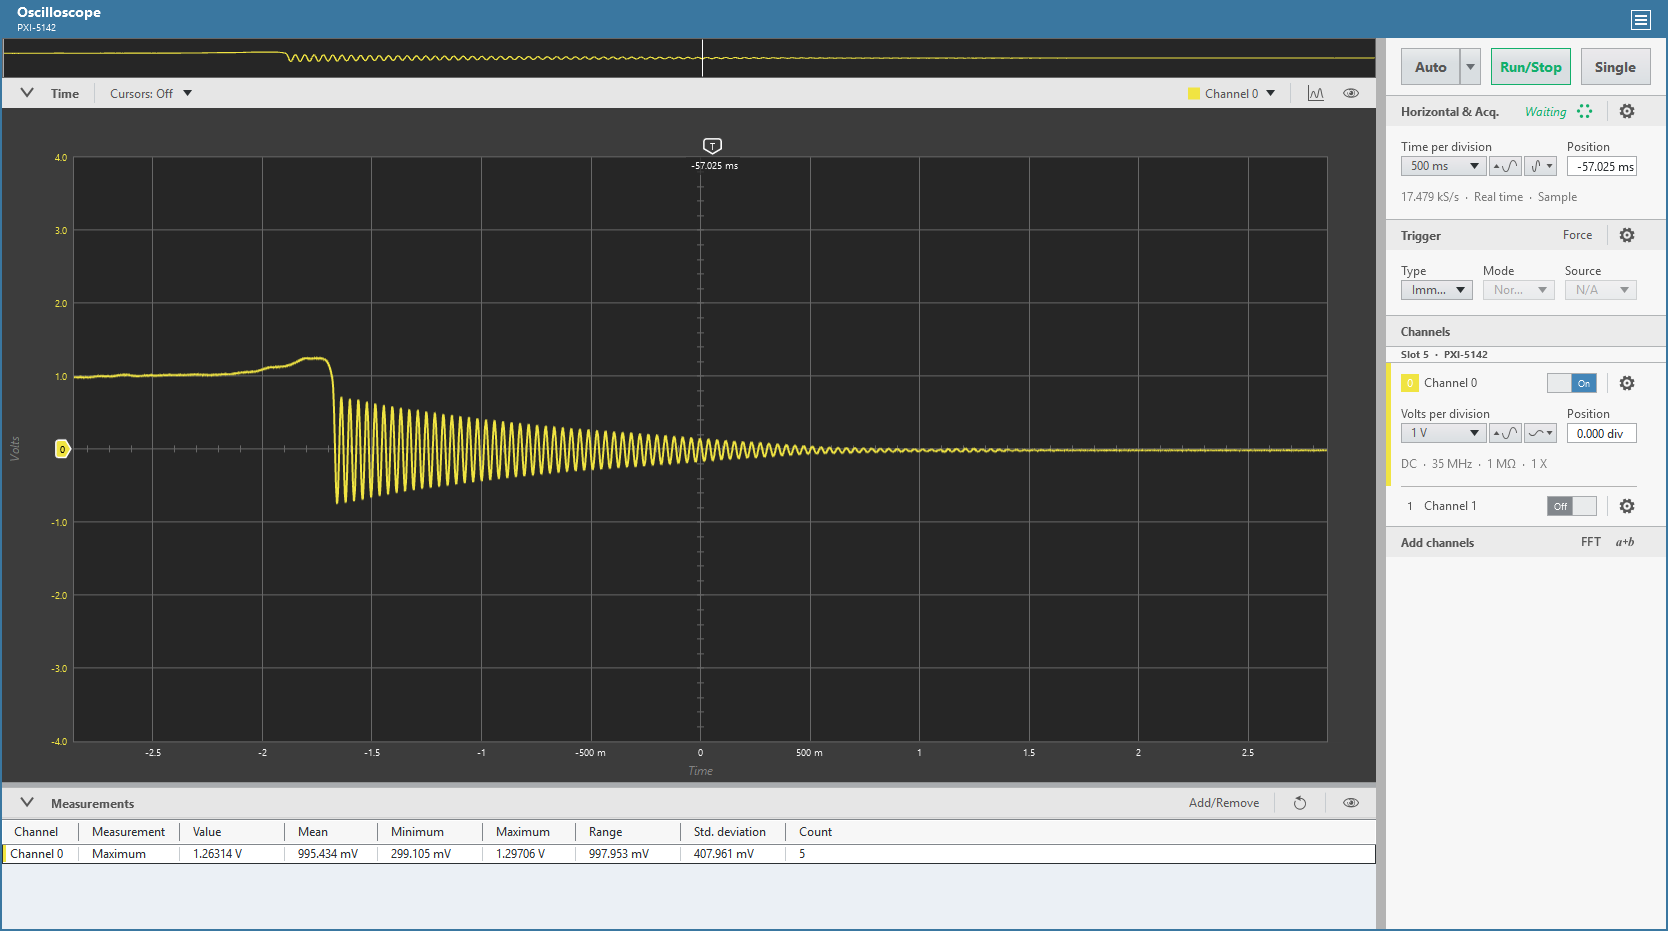 Oscilloscope
PXI-5142
Auto Run/Stop Single
Time Cursors: Off Channel 0
Horizontal & Acq. Waiting
T
-57.025 ms
Time per division Position
500 ms -57.025 ms
17.479 kS/s · Real time · Sample
Trigger Force
Type Mode Source
Imm... Nor... N/A
Channels
Slot 5 · PXI-5142
0 Channel 0 On
Volts per division Position
1 V 0.000 div
DC · 35 MHz · 1 MΩ · 1 X
1 Channel 1 Off
Add channels FFT a+b
4.0
3.0
2.0
1.0
0
-1.0
-2.0
-3.0
-4.0
Volts
-2.5 -2 -1.5 -1 -500 m 0 500 m 1 1.5 2 2.5
Time
Measurements Add/Remove
Channel Measurement Value Mean Minimum Maximum Range Std. deviation Count
Channel 0 Maximum 1.26314 V 995.434 mV 299.105 mV 1.29706 V 997.953 mV 407.961 mV 5